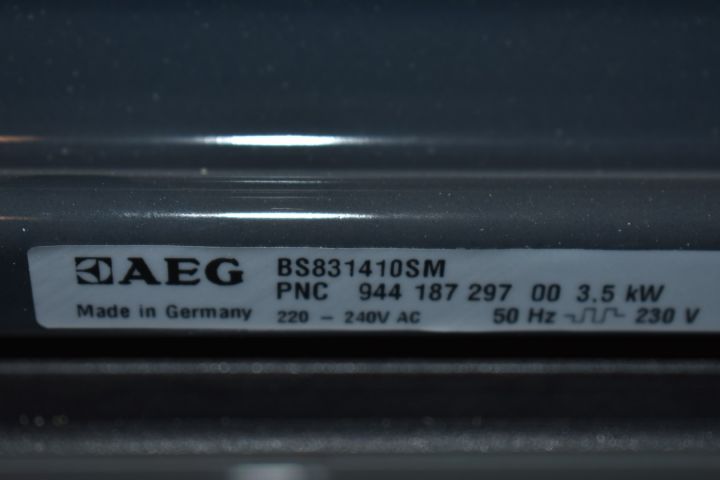 AEG BS831410SM
PNC 944 187 297 00 3.5 kW
Made in Germany 220 - 240V AC 50 Hz 230 V